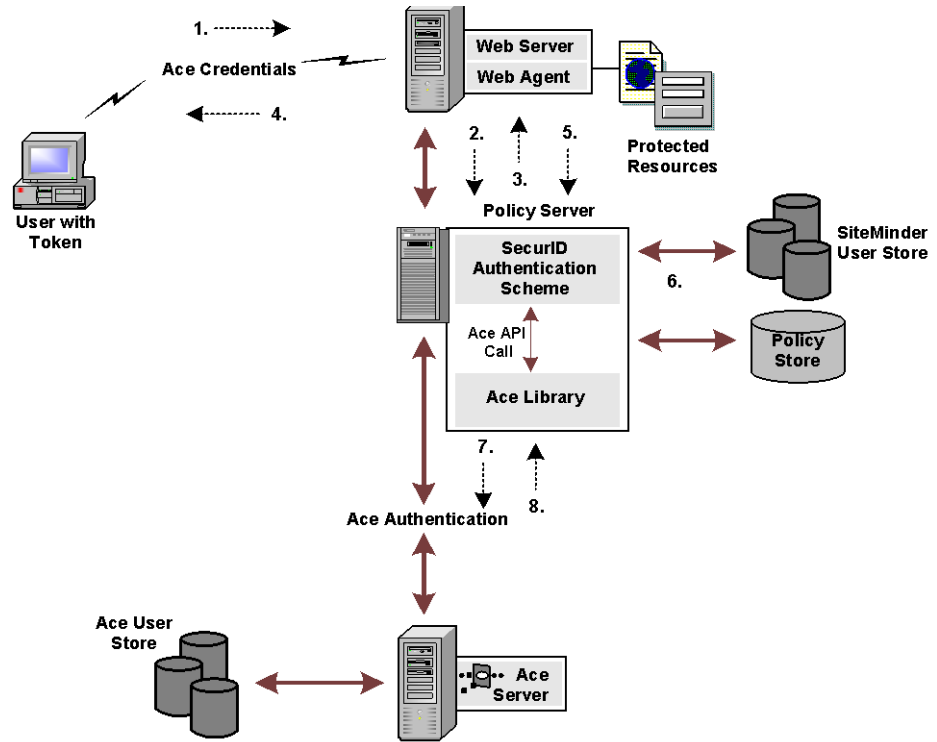 1.
Ace Credentials
4.
User with
Token
Web Server
Web Agent
Protected
Resources
2.
3.
5.
Policy Server
SecurID
Authentication
Scheme
Ace API
Call
Ace Library
6.
SiteMinder
User Store
Policy
Store
7.
8.
Ace Authentication
Ace User
Store
Ace
Server